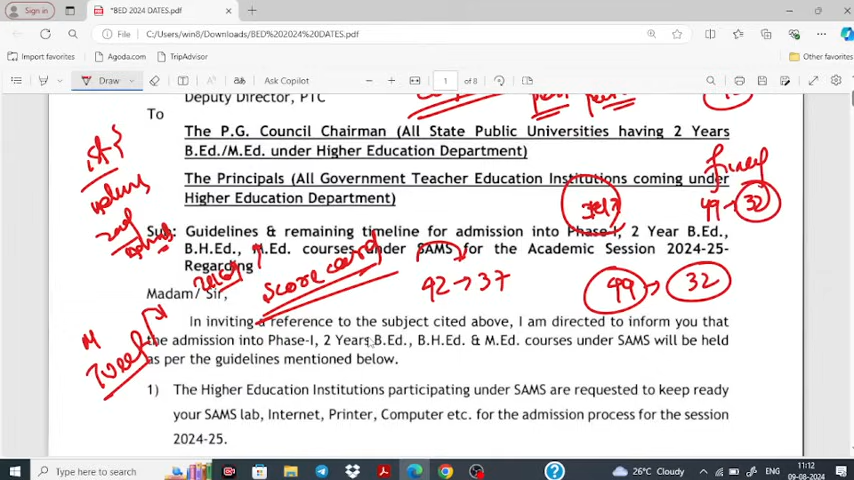 Sign in
*BED 2024 DATES.pdf
File
C:/Users/win8/Downloads/BED%202024%20DATES.pdf
Import favorites
Agoda.com
TripAdvisor
Other favorites
Draw
Ask Copilot
1
of 8
Deputy Director, PTC
To
The P.G. Council Chairman (All State Public Universities having 2 Years
B.Ed./M.Ed. under Higher Education Department)
The Principals (All Government Teacher Education Institutions coming under
Higher Education Department)
49 → 32
Sub: Guidelines & remaining timeline for admission into Phase-I, 2 Year B.Ed.,
B.H.Ed., M.Ed. courses under SAMS for the Academic Session 2024-25-
Regarding
score card
42 → 37
49 → 32
Madam/ Sir,
In inviting a reference to the subject cited above, I am directed to inform you that
the admission into Phase-I, 2 Years B.Ed., B.H.Ed. & M.Ed. courses under SAMS will be held
as per the guidelines mentioned below.
1) The Higher Education Institutions participating under SAMS are requested to keep ready
your SAMS lab, Internet, Printer, Computer etc. for the admission process for the session
2024-25.
Type here to search
26°C Cloudy
ENG
11:12
09-08-2024